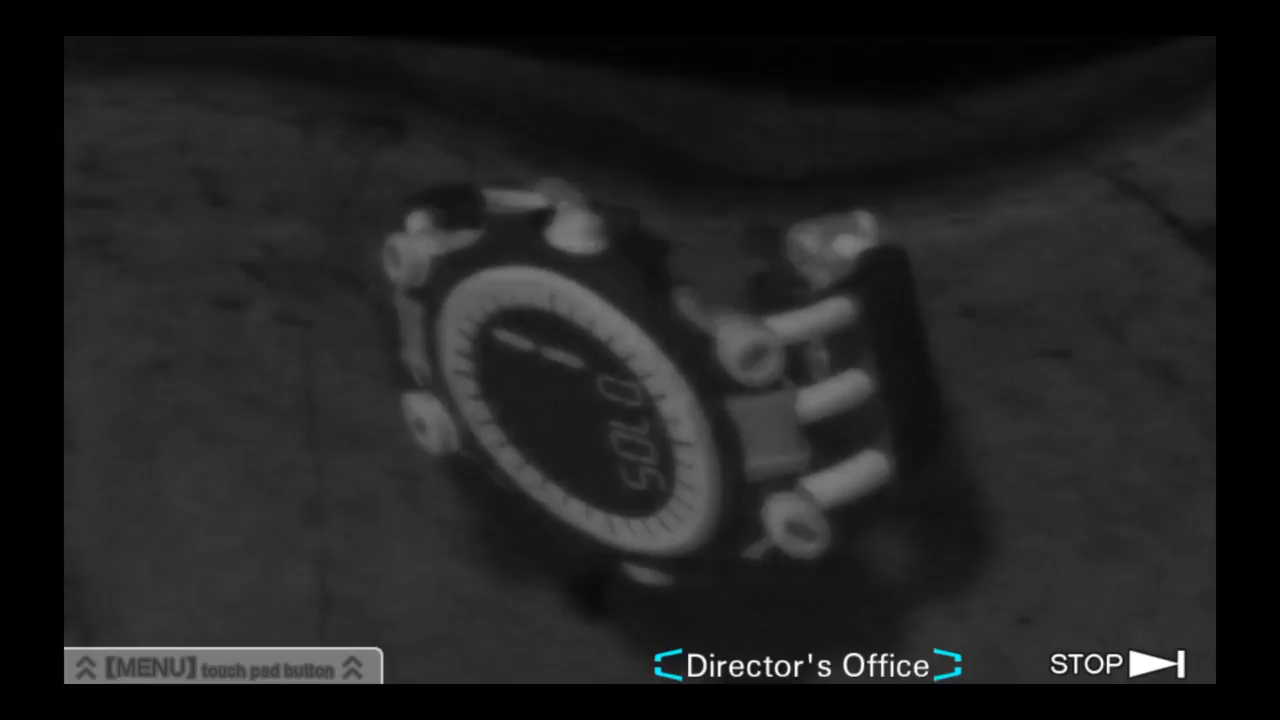 -- SOLO
【MENU】touch pad button
Director's Office
STOP